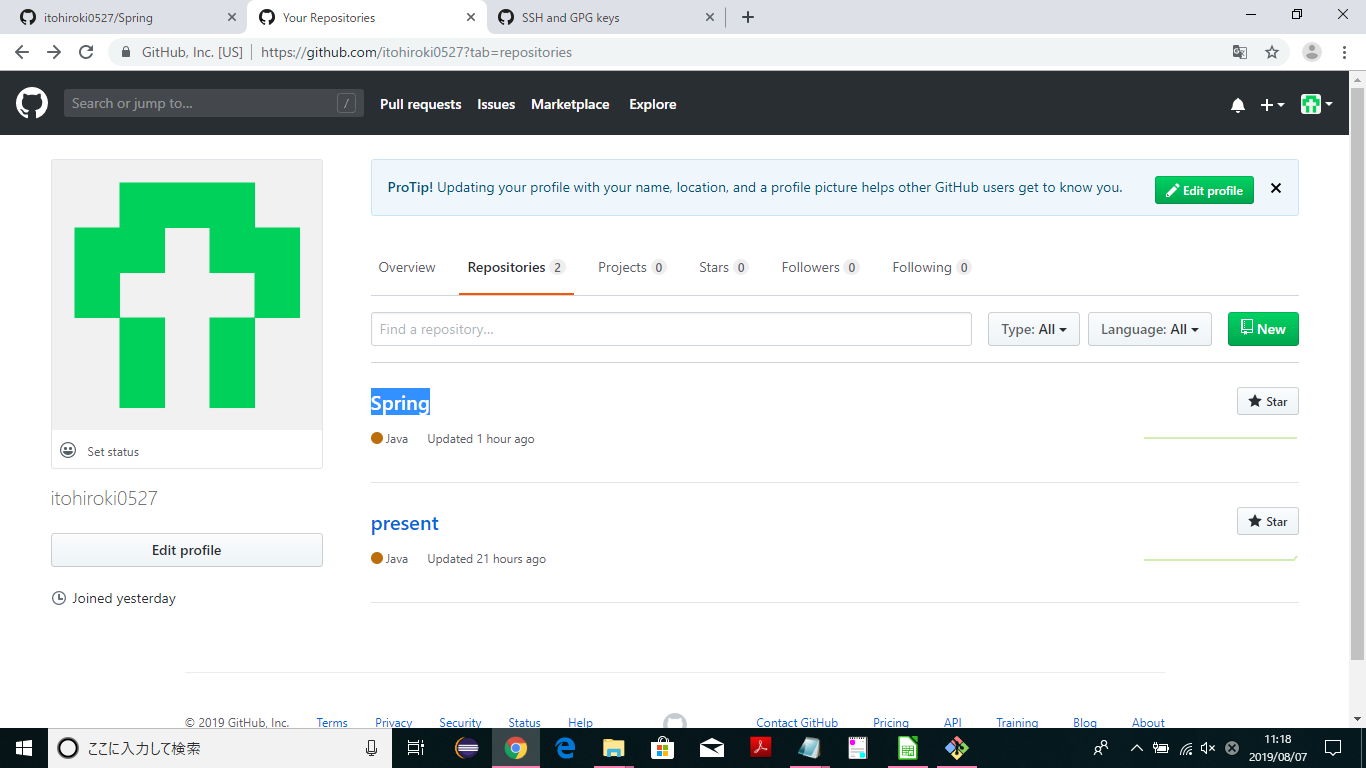 itohiroki0527/Spring
Your Repositories
SSH and GPG keys
GitHub, Inc. [US]
https://github.com/itohiroki0527?tab=repositories
Search or jump to...
/
Pull requests
Issues
Marketplace
Explore
ProTip! Updating your profile with your name, location, and a profile picture helps other GitHub users get to know you.
Edit profile
Overview
Repositories 2
Projects 0
Stars 0
Followers 0
Following 0
Find a repository...
Type: All
Language: All
New
Spring
Star
Java Updated 1 hour ago
Set status
itohiroki0527
Edit profile
Joined yesterday
present
Star
Java Updated 21 hours ago
© 2019 GitHub, Inc.
Terms
Privacy
Security
Status
Help
Contact GitHub
Pricing
API
Training
Blog
About
ここに入力して検索
11:18
2019/08/07